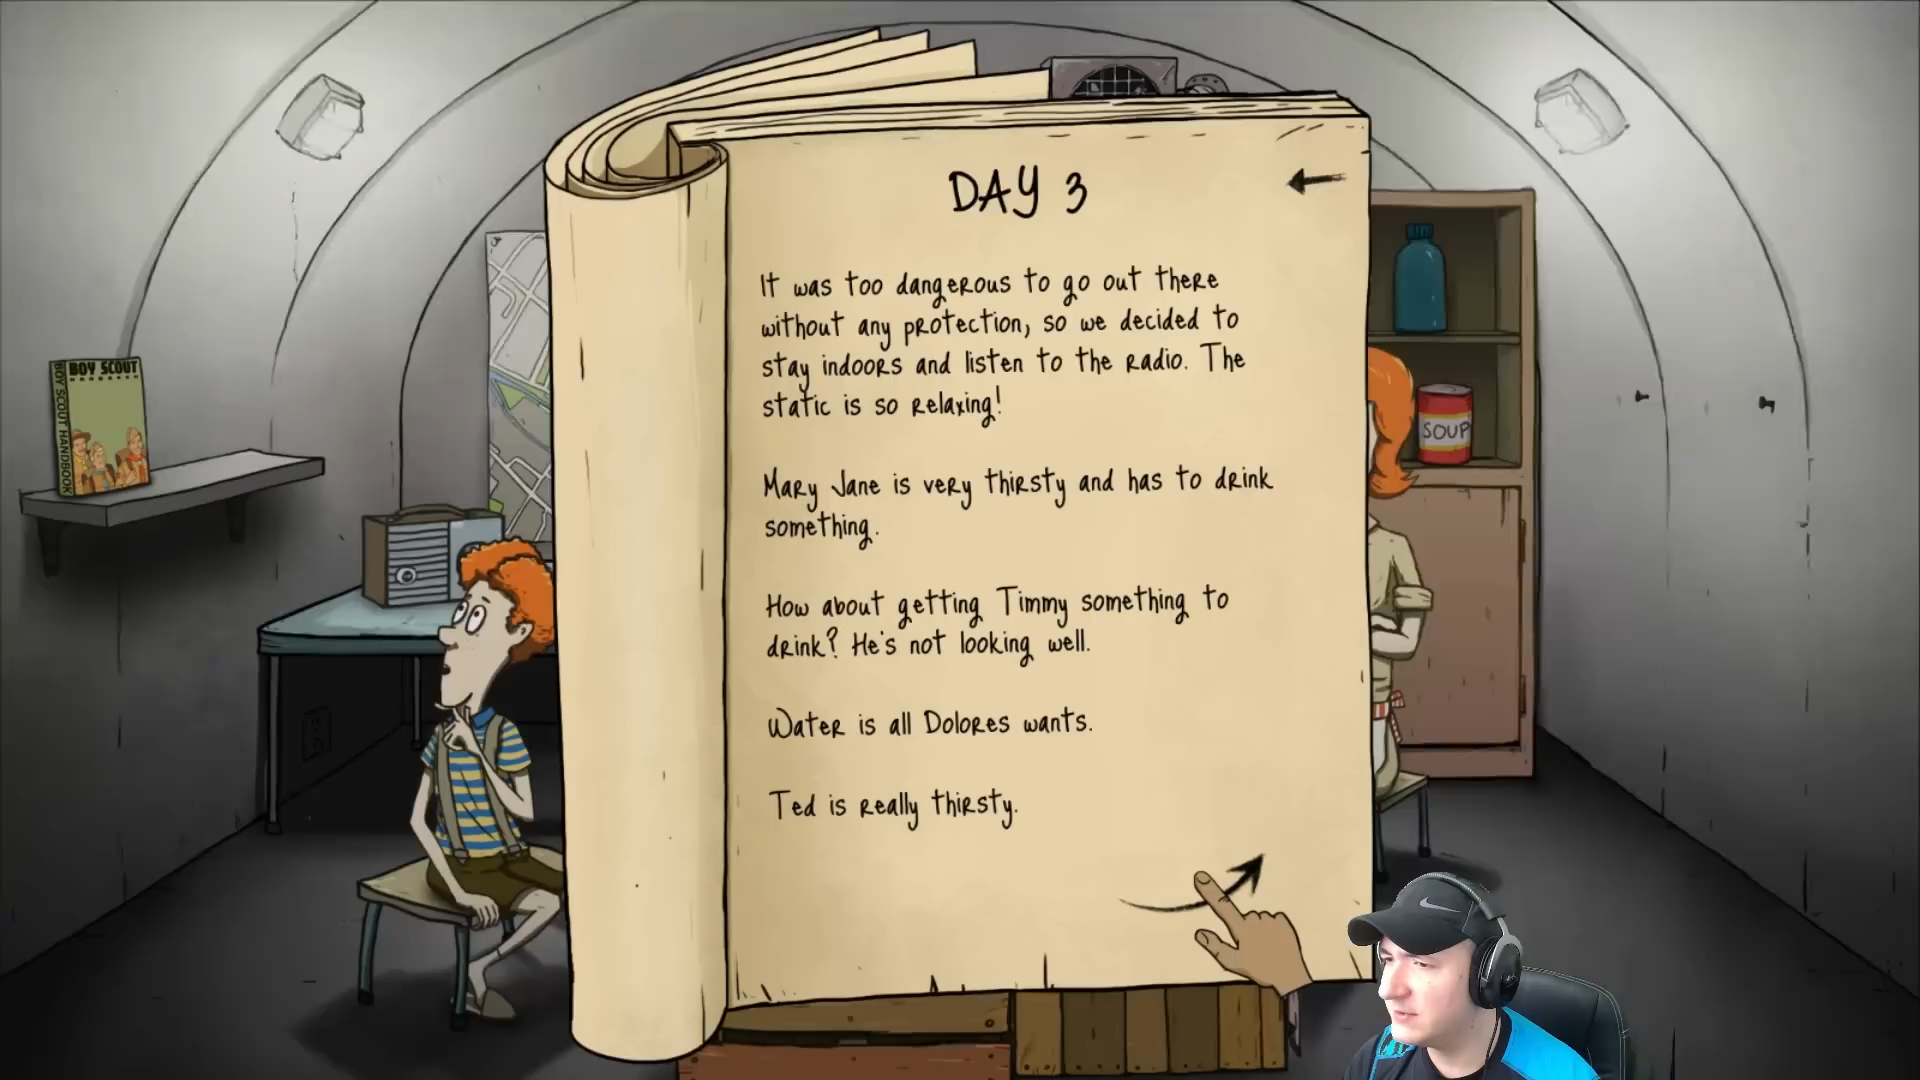 DAY 3
It was too dangerous to go out there
without any protection, so we decided to
stay indoors and listen to the radio. The
static is so relaxing!
Mary Jane is very thirsty and has to drink
something.
How about getting Timmy something to
drink? He's not looking well.
Water is all Dolores wants.
Ted is really thirsty.
BOY SCOUT
BOY SCOUT HANDBOOK
SOUP